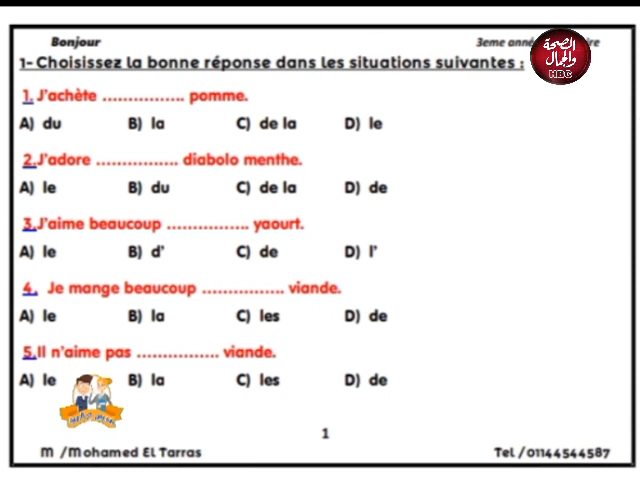 Bonjour 3eme anné
الصحة
والجمال
HBG
1- Choisissez la bonne réponse dans les situations suivantes :
1. J'achète ................ pomme.
A) du B) la C) de la D) le
2.J'adore ................ diabolo menthe.
A) le B) du C) de la D) de
3.J'aime beaucoup ................ yaourt.
A) le B) d' C) de D) l'
4. Je mange beaucoup ................ viande.
A) le B) la C) les D) de
5.Il n'aime pas ................ viande.
A) le B) la C) les D) de
1
M /Mohamed El Tarras Tel /01144544587